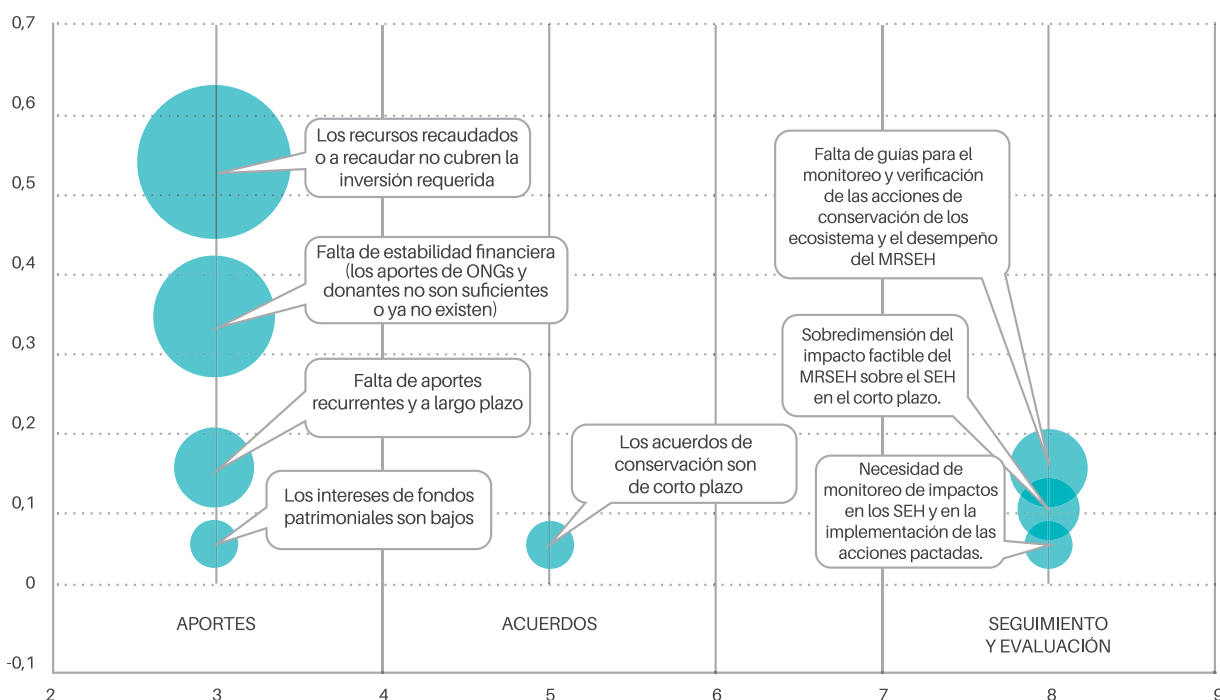 0,7
0,6
0,5
0,4
0,3
0,2
0,1
0
-0,1
Los recursos recaudados
o a recaudar no cubren la
inversión requerida
Falta de estabilidad financiera
(los aportes de ONGs y
donantes no son suficientes
o ya no existen)
Falta de aportes
recurrentes y a largo plazo
Los intereses de fondos
patrimoniales son bajos
Los acuerdos de
conservación son
de corto plazo
Falta de guías para el
monitoreo y verificación
de las acciones de
conservación de los
ecosistema y el desempeño
del MRSEH
Sobredimensión del
impacto factible del
MRSEH sobre el SEH
en el corto plazo.
Necesidad de
monitoreo de impactos
en los SEH y en la
implementación de las
acciones pactadas.
APORTES
ACUERDOS
SEGUIMIENTO
Y EVALUACIÓN
2
3
4
5
6
7
8
9